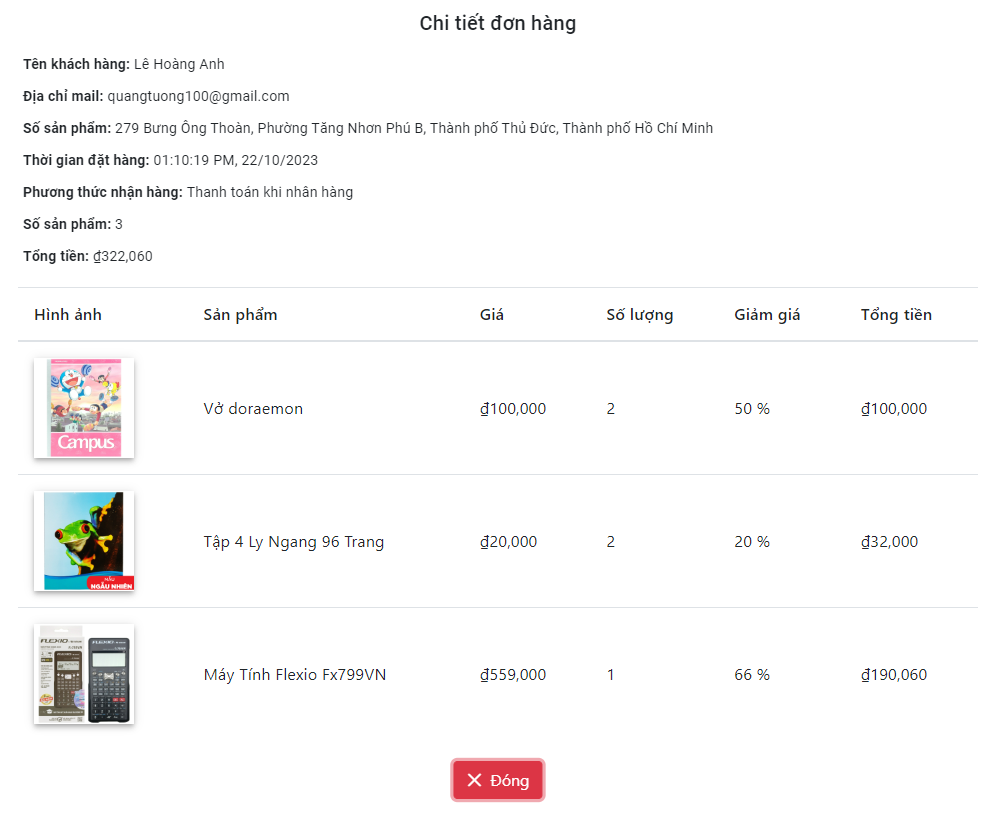 Chi tiết đơn hàng
Tên khách hàng: Lê Hoàng Anh
Địa chỉ mail: quangtuong100@gmail.com
Số sản phẩm: 279 Bưng Ông Thoàn, Phường Tăng Nhơn Phú B, Thành phố Thủ Đức, Thành phố Hồ Chí Minh
Thời gian đặt hàng: 01:10:19 PM, 22/10/2023
Phương thức nhận hàng: Thanh toán khi nhân hàng
Số sản phẩm: 3
Tổng tiền: ₫322,060
Hình ảnh Sản phẩm Giá Số lượng Giảm giá Tổng tiền
Campus
Vở doraemon ₫100,000 2 50 % ₫100,000
MẪU
NGẪU NHIÊN
Tập 4 Ly Ngang 96 Trang ₫20,000 2 20 % ₫32,000
FLEXIO
FLEXIO
Máy Tính Flexio Fx799VN ₫559,000 1 66 % ₫190,060
Đóng